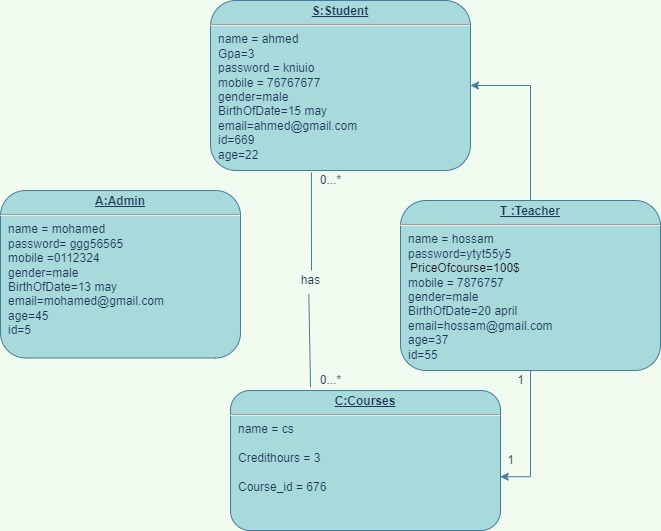 S:Student
name = ahmed
Gpa=3
password = kniuio
mobile = 76767677
gender=male
BirthOfDate=15 may
email=ahmed@gmail.com
id=669
age=22
0...*
A:Admin
name = mohamed
password= ggg56565
mobile =0112324
gender=male
BirthOfDate=13 may
email=mohamed@gmail.com
age=45
id=5
T :Teacher
name = hossam
password=ytyt55y5
PriceOfcourse=100$
mobile = 7876757
gender=male
BirthOfDate=20 april
email=hossam@gmail.com
age=37
id=55
has
0...*
1
C:Courses
name = cs
Credithours = 3
Course_id = 676
1